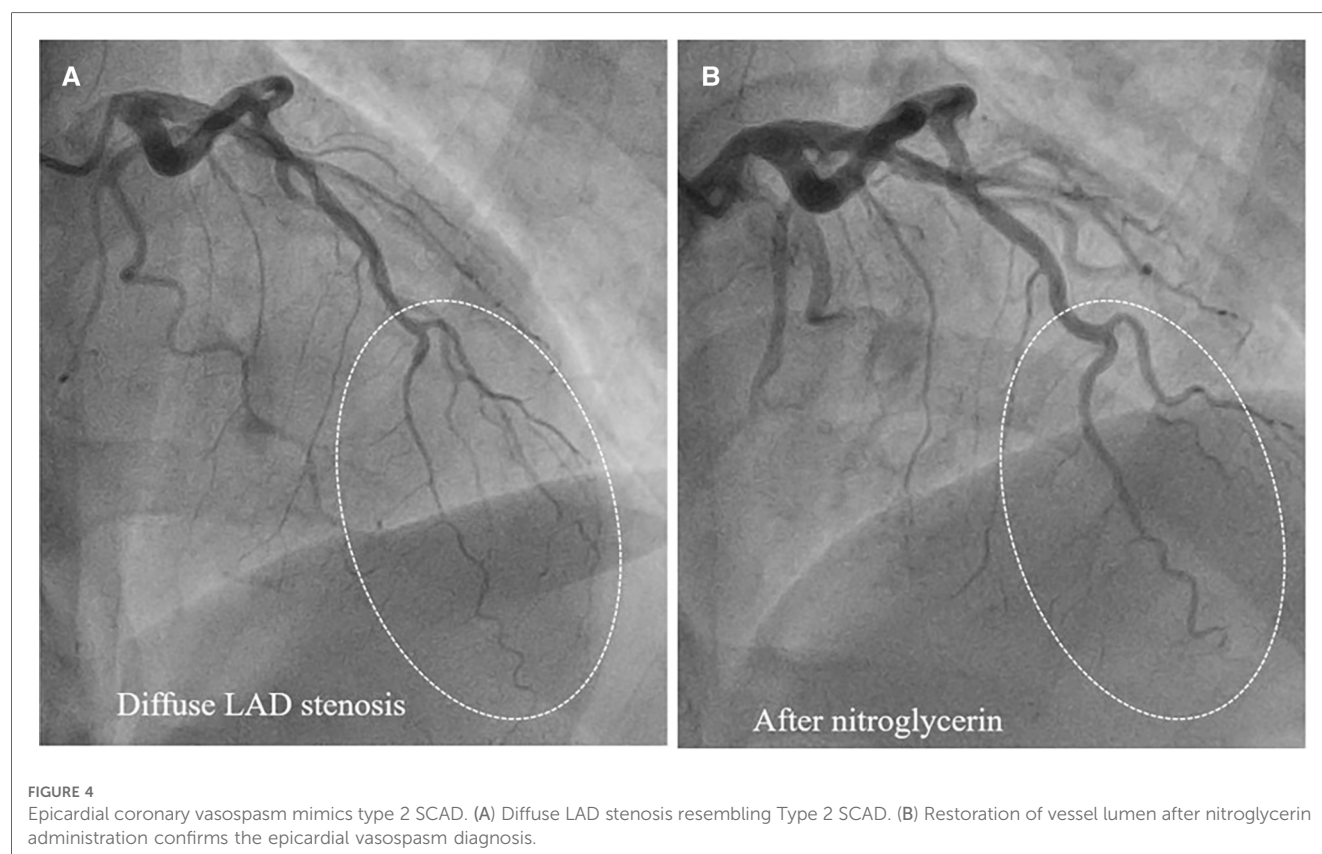 A
B
Diffuse LAD stenosis
After nitroglycerin
FIGURE 4
Epicardial coronary vasospasm mimics type 2 SCAD. (A) Diffuse LAD stenosis resembling Type 2 SCAD. (B) Restoration of vessel lumen after nitroglycerin
administration confirms the epicardial vasospasm diagnosis.